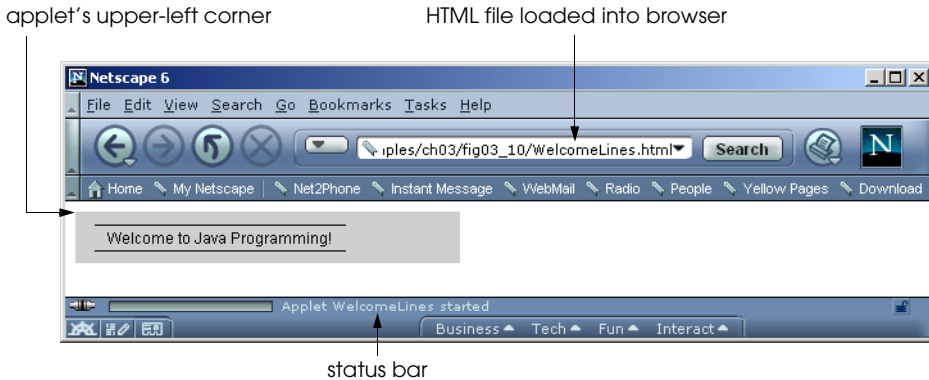 applet's upper-left corner
HTML file loaded into browser
Netscape 6
File Edit View Search Go Bookmarks Tasks Help
ples/ch03/fig03_10/WelcomeLines.html Search N
Home My Netscape Net2Phone Instant Message WebMail Radio People Yellow Pages Download
Welcome to Java Programming!
Applet WelcomeLines started
Business Tech Fun Interact
status bar